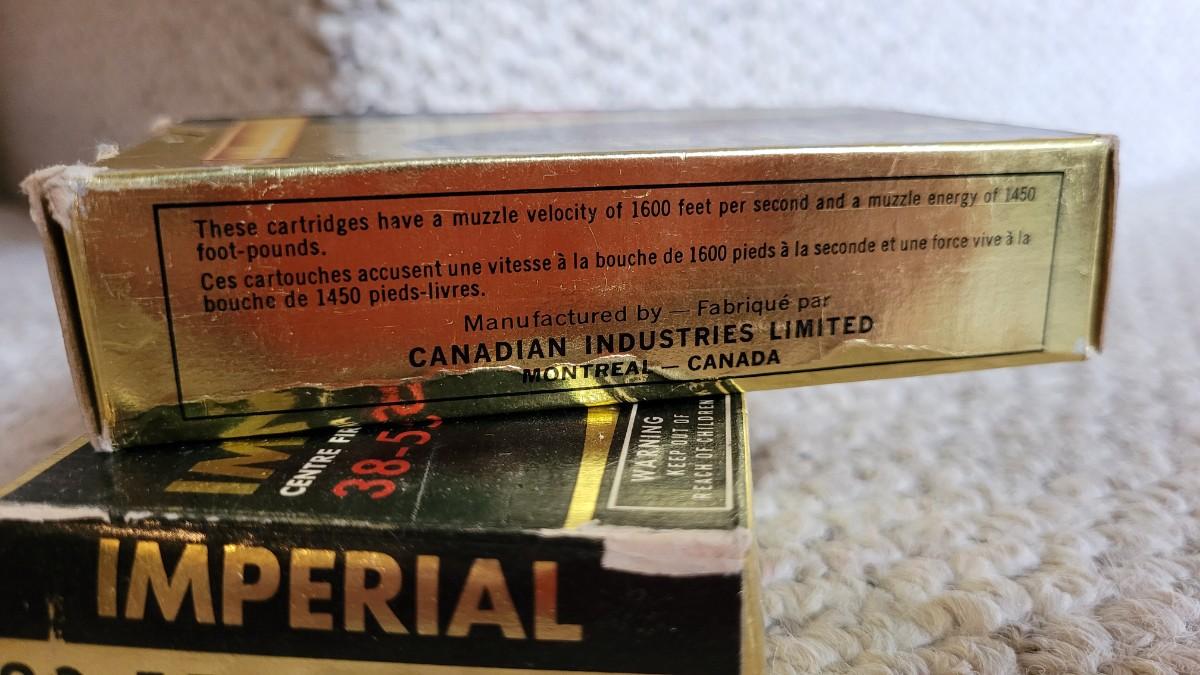 These cartridges have a muzzle velocity of 1600 feet per second and a muzzle energy of 1450
foot-pounds.
Ces cartouches accusent une vitesse à la bouche de 1600 pieds à la seconde et une force vive à la
bouche de 1450 pieds-livres.
Manufactured by — Fabriqué par
CANADIAN INDUSTRIES LIMITED
MONTREAL — CANADA
CENTRE
38-55
WARNING
KEEP OUT OF
REACH OF CHILDREN
IMPERIAL